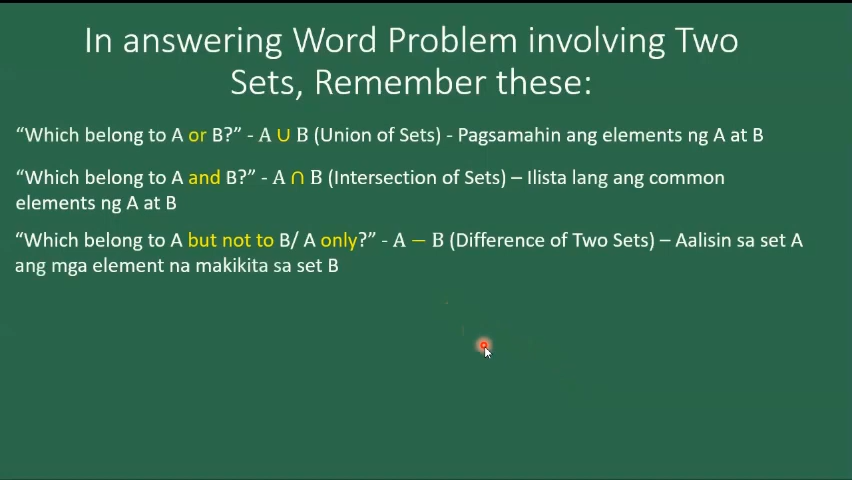 In answering Word Problem involving Two
Sets, Remember these:
“Which belong to A or B?” - A ∪ B (Union of Sets) - Pagsamahin ang elements ng A at B
“Which belong to A and B?” - A ∩ B (Intersection of Sets) – Ilista lang ang common
elements ng A at B
“Which belong to A but not to B/ A only?” - A − B (Difference of Two Sets) – Aalisin sa set A
ang mga element na makikita sa set B